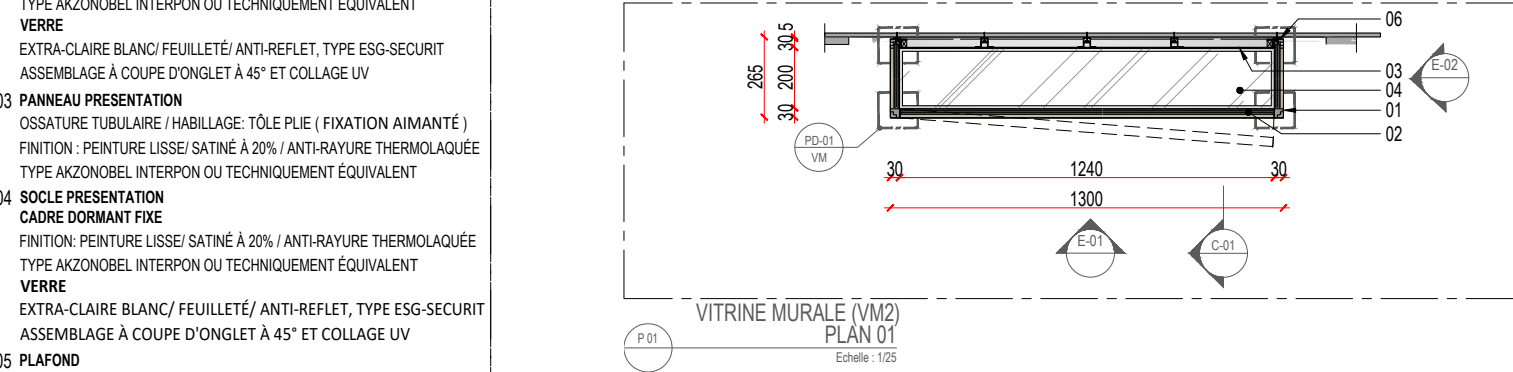 TYPE AKZONOBEL INTERPON OU TECHNIQUEMENT ÉQUIVALENT
VERRE
EXTRA-CLAIRE BLANC/ FEUILLETÉ/ ANTI-REFLET, TYPE ESG-SECURIT
ASSEMBLAGE À COUPE D'ONGLET À 45° ET COLLAGE UV
03 PANNEAU PRESENTATION
OSSATURE TUBULAIRE / HABILLAGE: TÔLE PLIE ( FIXATION AIMANTÉ )
FINITION : PEINTURE LISSE/ SATINÉ À 20% / ANTI-RAYURE THERMOLAQUÉE
TYPE AKZONOBEL INTERPON OU TECHNIQUEMENT ÉQUIVALENT
04 SOCLE PRESENTATION
CADRE DORMANT FIXE
FINITION: PEINTURE LISSE/ SATINÉ À 20% / ANTI-RAYURE THERMOLAQUÉE
TYPE AKZONOBEL INTERPON OU TECHNIQUEMENT ÉQUIVALENT
VERRE
EXTRA-CLAIRE BLANC/ FEUILLETÉ/ ANTI-REFLET, TYPE ESG-SECURIT
ASSEMBLAGE À COUPE D'ONGLET À 45° ET COLLAGE UV
05 PLAFOND
06
03
04
01
02
E-02
265
5
30
200
30
PD-01
VM
30
1240
30
1300
E-01
C-01
VITRINE MURALE (VM2)
PLAN 01
P 01
Echelle : 1/25